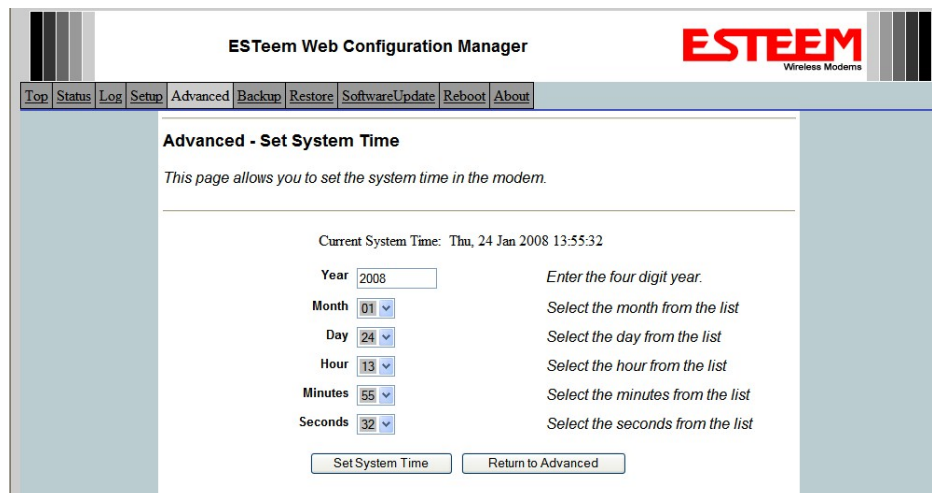 ESTeem Web Configuration Manager
ESTEEM
Wireless Modems
Top Status Log Setup Advanced Backup Restore SoftwareUpdate Reboot About
Advanced - Set System Time
This page allows you to set the system time in the modem.
Current System Time: Thu, 24 Jan 2008 13:55:32
Year 2008 Enter the four digit year.
Month 01 Select the month from the list
Day 24 Select the day from the list
Hour 13 Select the hour from the list
Minutes 55 Select the minutes from the list
Seconds 32 Select the seconds from the list
Set System Time Return to Advanced